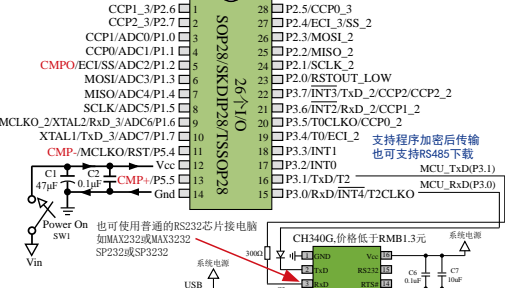 CCP1_3/P2.6 1
CCP2_3/P2.7 2
CCP1/ADC0/P1.0 3
CCP0/ADC1/P1.1 4
CMPO/ECI/SS/ADC2/P1.2 5
MOSI/ADC3/P1.3 6
MISO/ADC4/P1.4 7
SCLK/ADC5/P1.5 8
MCLKO_2/XTAL2/RxD_3/ADC6/P1.6 9
XTAL1/TxD_3/ADC7/P1.7 10
CMP-/MCLKO/RST/P5.4 11
Vcc 12
CMP+/P5.5 13
Gnd 14
SOP28/SKDIP28/TSSOP28
26个I/O
28 P2.5/CCP0_3
27 P2.4/ECI_3/SS_2
26 P2.3/MOSI_2
25 P2.2/MISO_2
24 P2.1/SCLK_2
23 P2.0/RSTOUT_LOW
22 P3.7/INT3/TxD_2/CCP2/CCP2_2
21 P3.6/INT2/RxD_2/CCP1_2
20 P3.5/T0CLKO/CCP0_2
19 P3.4/T0/ECI_2
18 P3.3/INT1
17 P3.2/INT0
16 P3.1/TxD/T2
15 P3.0/RxD/INT4/T2CLKO
支持程序加密后传输
也可支持RS485下载
MCU_TxD(P3.1)
MCU_RxD(P3.0)
C1
47μF
C2
0.1μF
Power On
SW1
Vin
也可使用普通的RS232芯片接电脑
如MAX232或MAX3232
SP232或SP3232
系统电源
USB
300Ω
CH340G,价格低于RMB1.3元
1 GND
2 TxD
3 RxD
Vcc 16
RS232 15
RTS# 14
系统电源
C6
0.1uF
C7
10uF